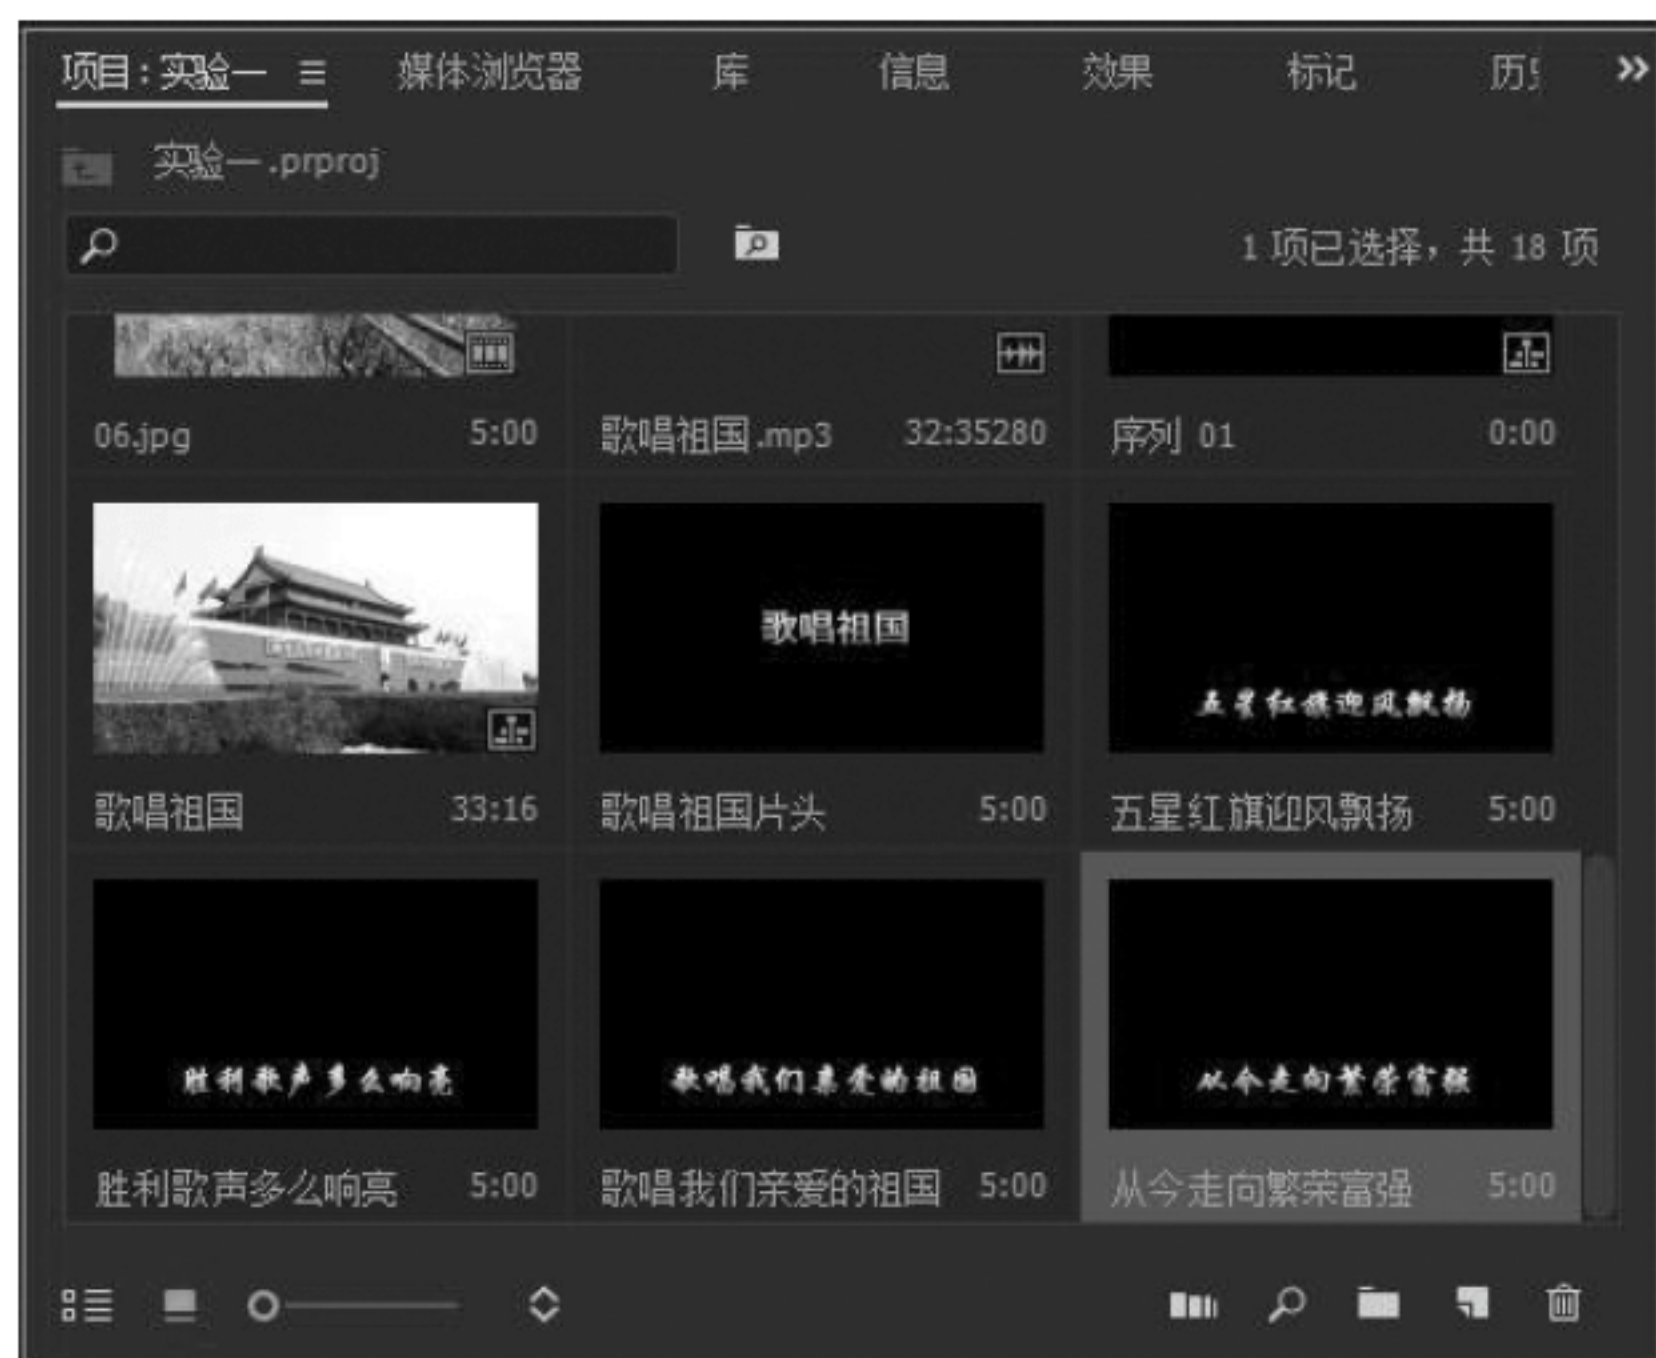 项目：实验一 ☰ 媒体浏览器 库 信息 效果 标记 历史 »
实验一.prproj
1 项已选择，共 18 项
06.jpg 5:00 歌唱祖国.mp3 32:35280 序列 01 0:00
歌唱祖国
五星红旗迎风飘扬
歌唱祖国 33:16 歌唱祖国片头 5:00 五星红旗迎风飘扬 5:00
胜利歌声多么响亮 歌唱我们亲爱的祖国 从今走向繁荣富强
胜利歌声多么响亮 5:00 歌唱我们亲爱的祖国 5:00 从今走向繁荣富强 5:00